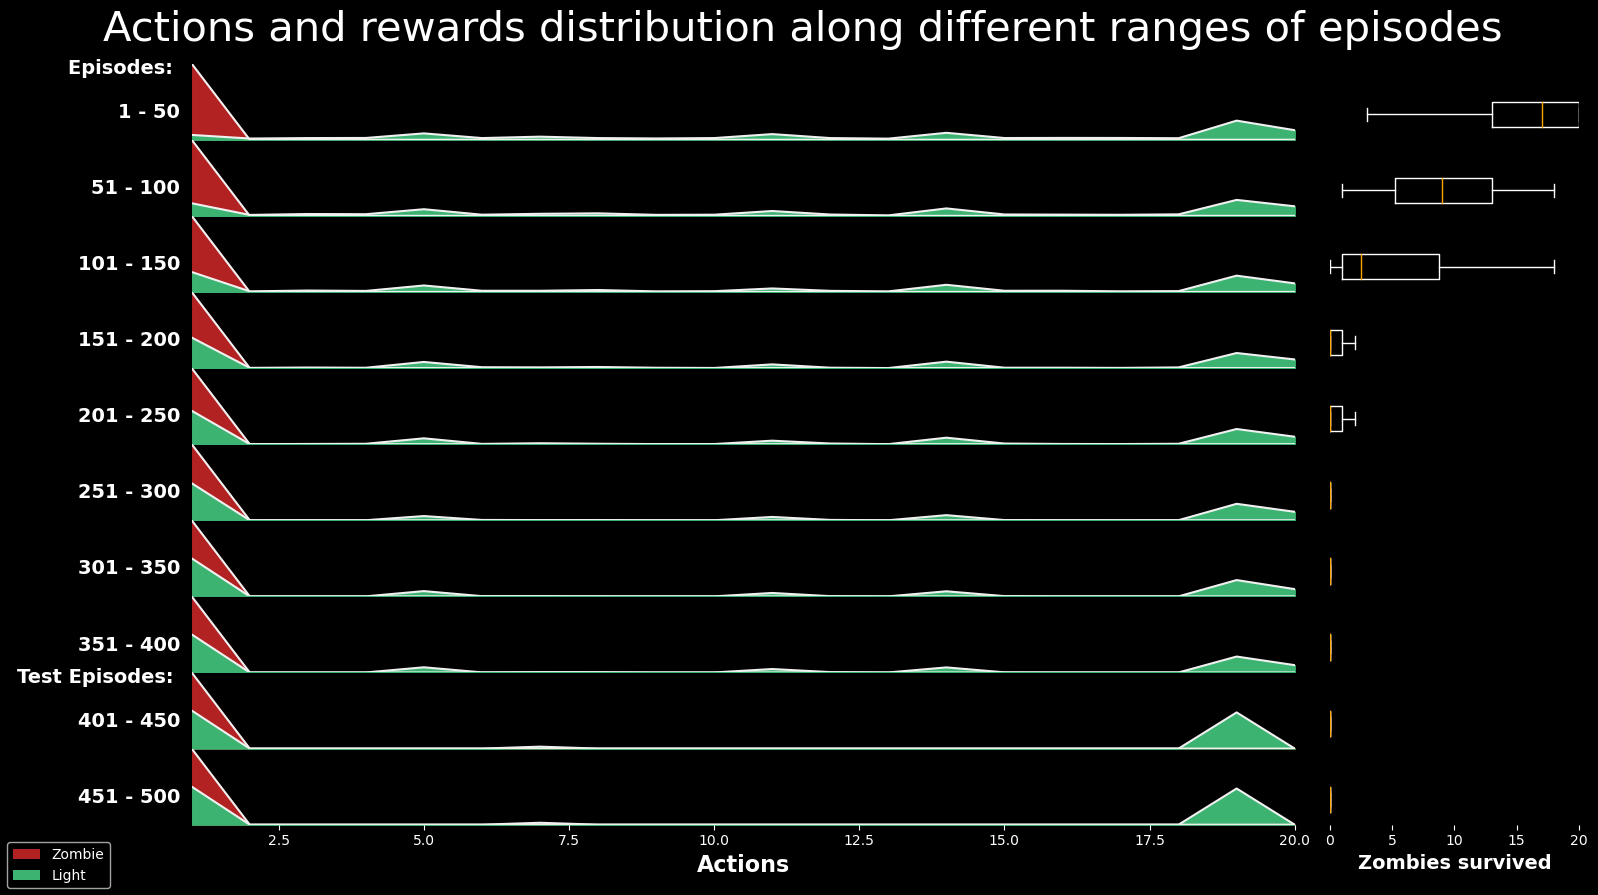 Actions and rewards distribution along different ranges of episodes
Episodes:
1 - 50
51 - 100
101 - 150
151 - 200
201 - 250
251 - 300
301 - 350
351 - 400
Test Episodes:
401 - 450
451 - 500
2.5 5.0 7.5 10.0 12.5 15.0 17.5 20.0
Actions
0 5 10 15 20
Zombies survived
Zombie
Light